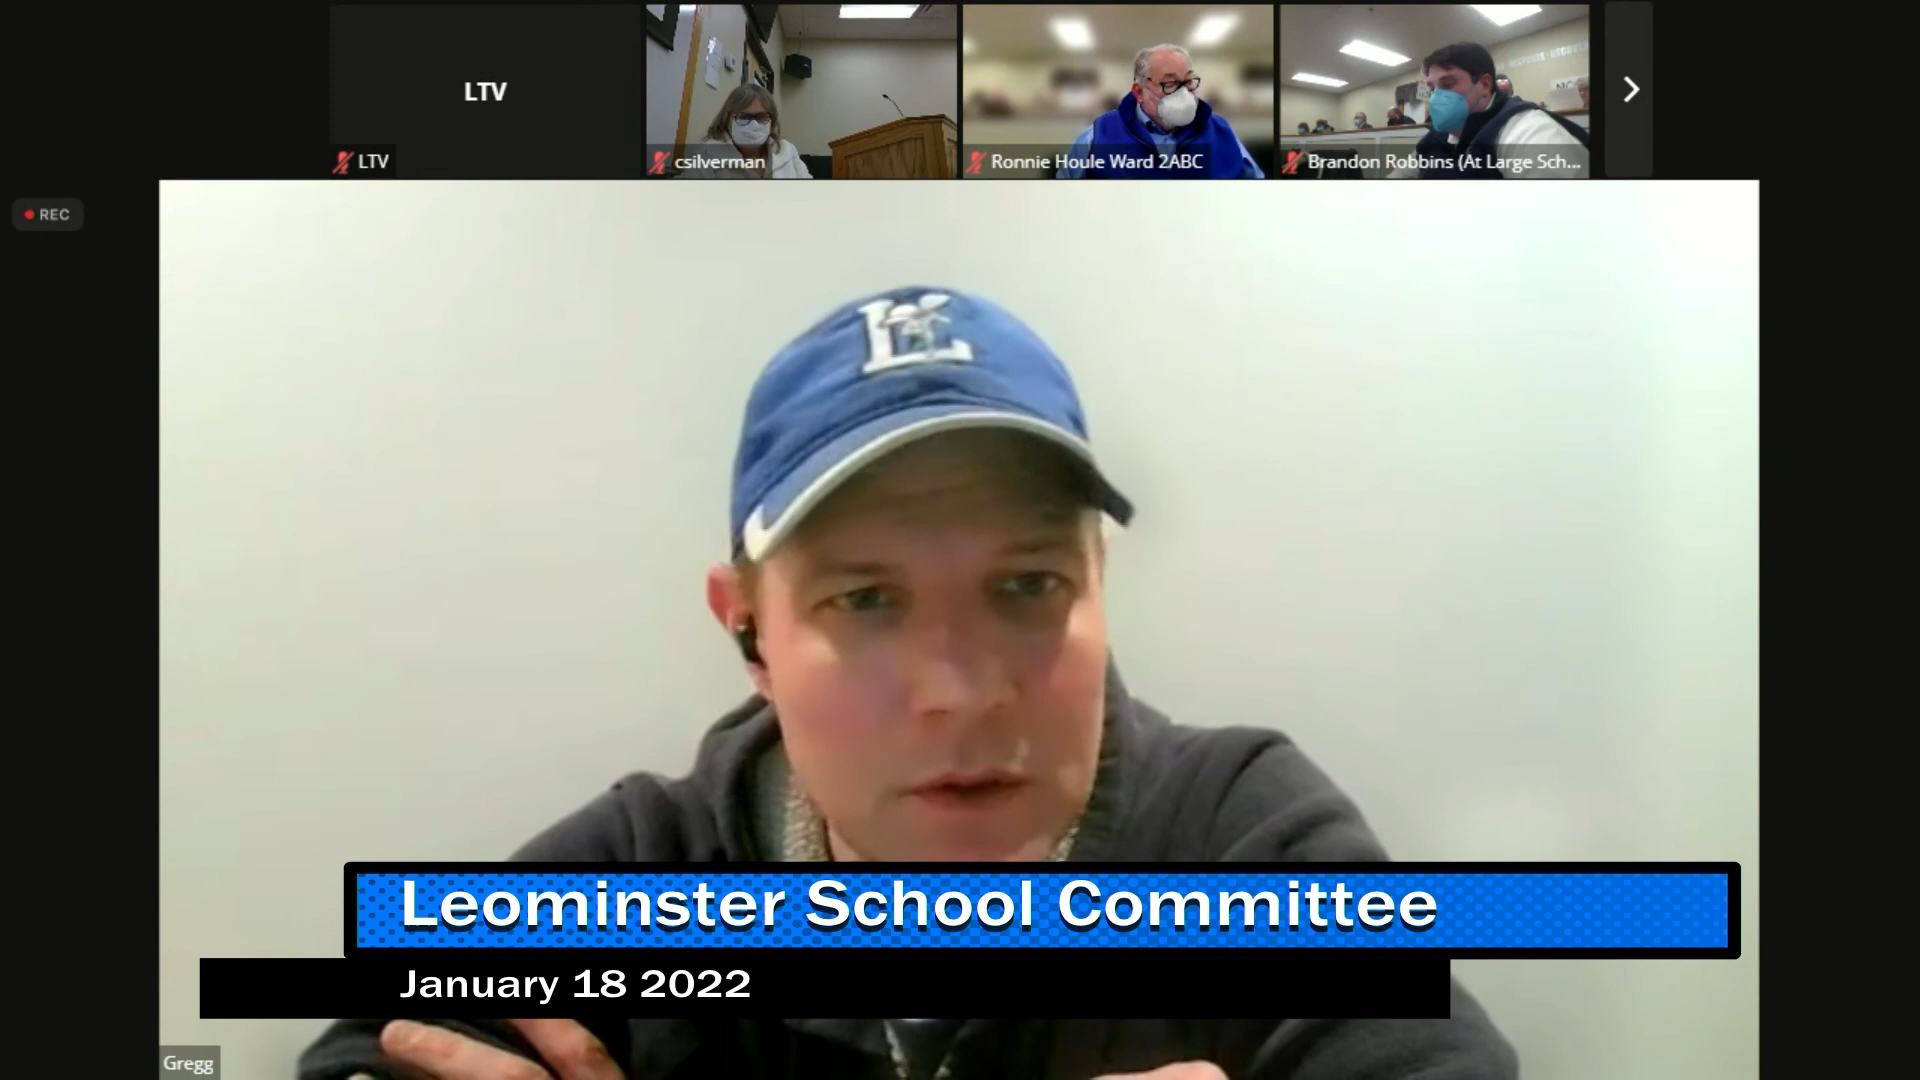 LTV
LTV
csilverman
Ronnie Houle Ward 2ABC
Brandon Robbins (At Large Sch...
REC
L
Leominster School Committee
January 18 2022
Gregg